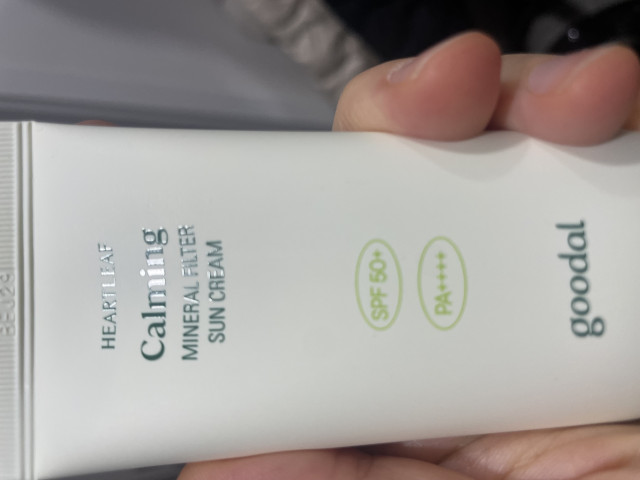 HEARTLEAF
Calming
MINERAL FILTER
SUN CREAM
SPF 50+
PA++++
goodal